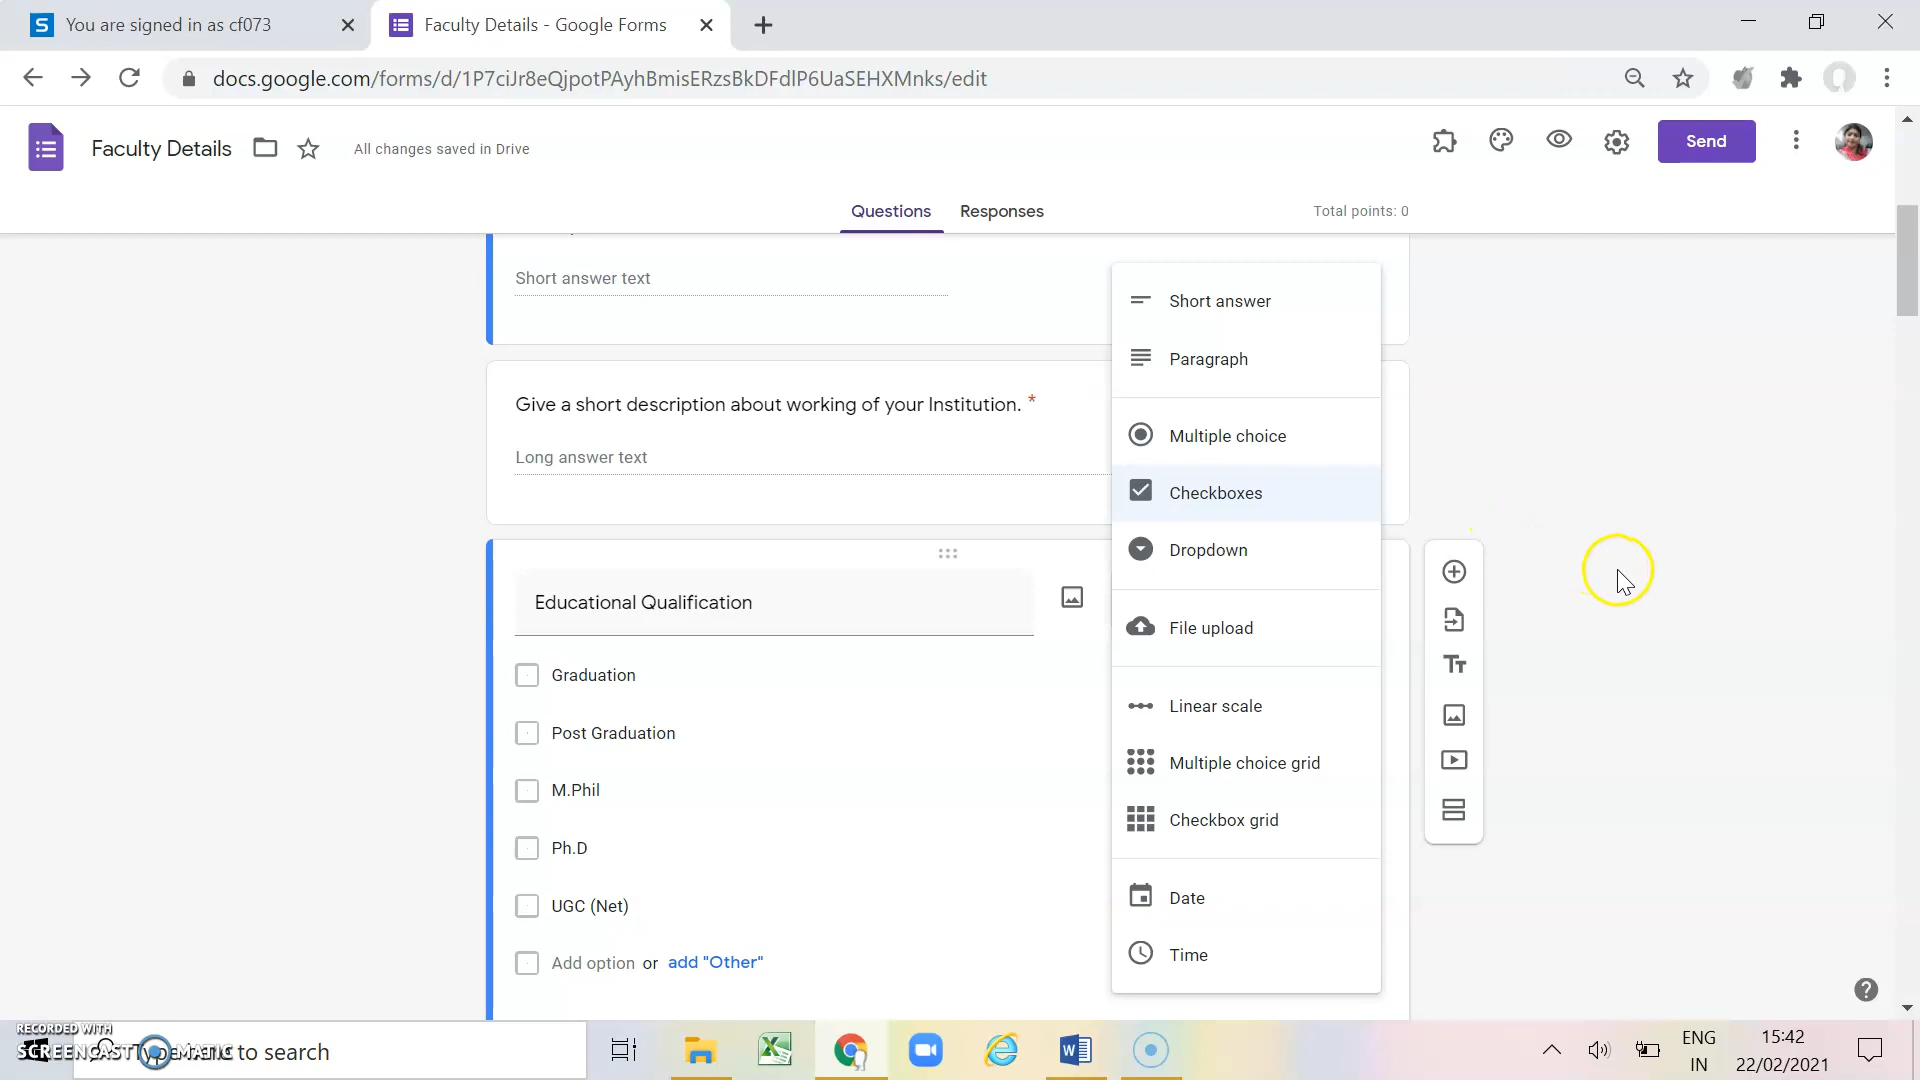 You are signed in as cf073
Faculty Details - Google Forms
docs.google.com/forms/d/1P7ciJr8eQjpotPAyhBmisERzsBkDFdlP6UaSEHXMnks/edit
Faculty Details
All changes saved in Drive
Send
Questions
Responses
Total points: 0
Short answer text
Give a short description about working of your Institution. *
Long answer text
Educational Qualification
Graduation
Post Graduation
M.Phil
Ph.D
UGC (Net)
Add option or add "Other"
Short answer
Paragraph
Multiple choice
Checkboxes
Dropdown
File upload
Linear scale
Multiple choice grid
Checkbox grid
Date
Time
RECORDED WITH
SCREENCAST MATIC
Type here to search
ENG
IN
15:42
22/02/2021